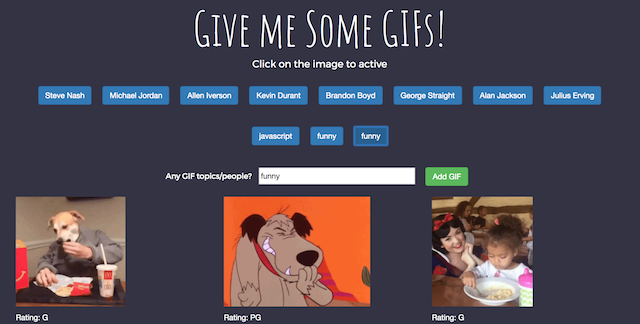 Give me Some GIFs!
Click on the image to active
Steve Nash Michael Jordan Allen Iverson Kevin Durant Brandon Boyd George Straight Alan Jackson Julius Erving
javascript funny funny
Any GIF topics/people? funny Add GIF
Rating: G Rating: PG Rating: G